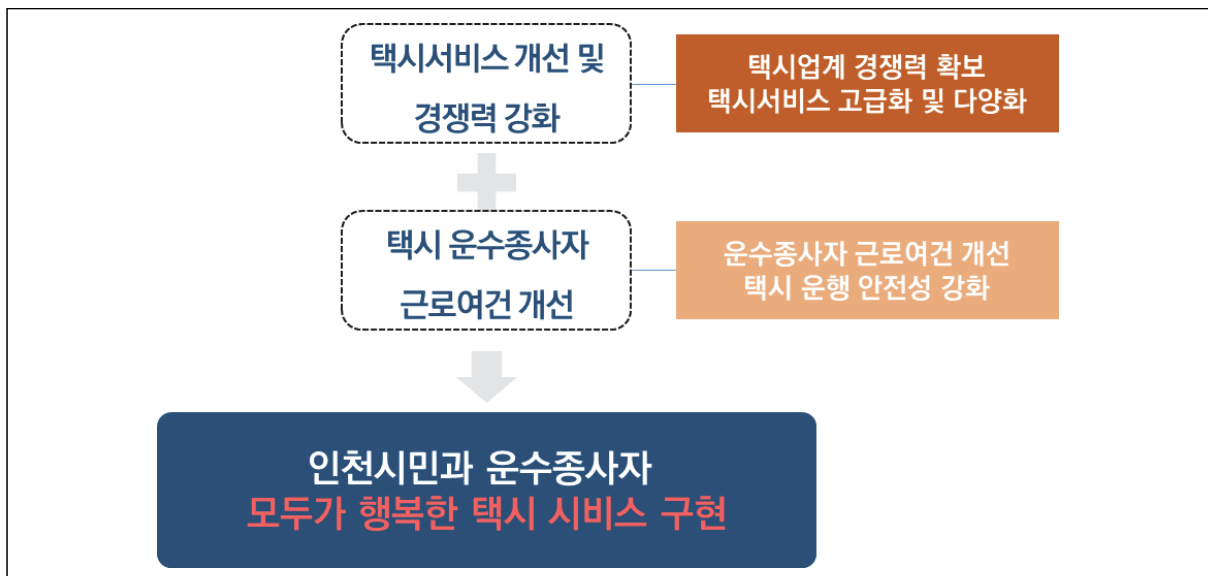 택시서비스 개선 및
경쟁력 강화
택시업계 경쟁력 확보
택시서비스 고급화 및 다양화
택시 운수종사자
근로여건 개선
운수종사자 근로여건 개선
택시 운행 안전성 강화
인천시민과 운수종사자
모두가 행복한 택시 시비스 구현